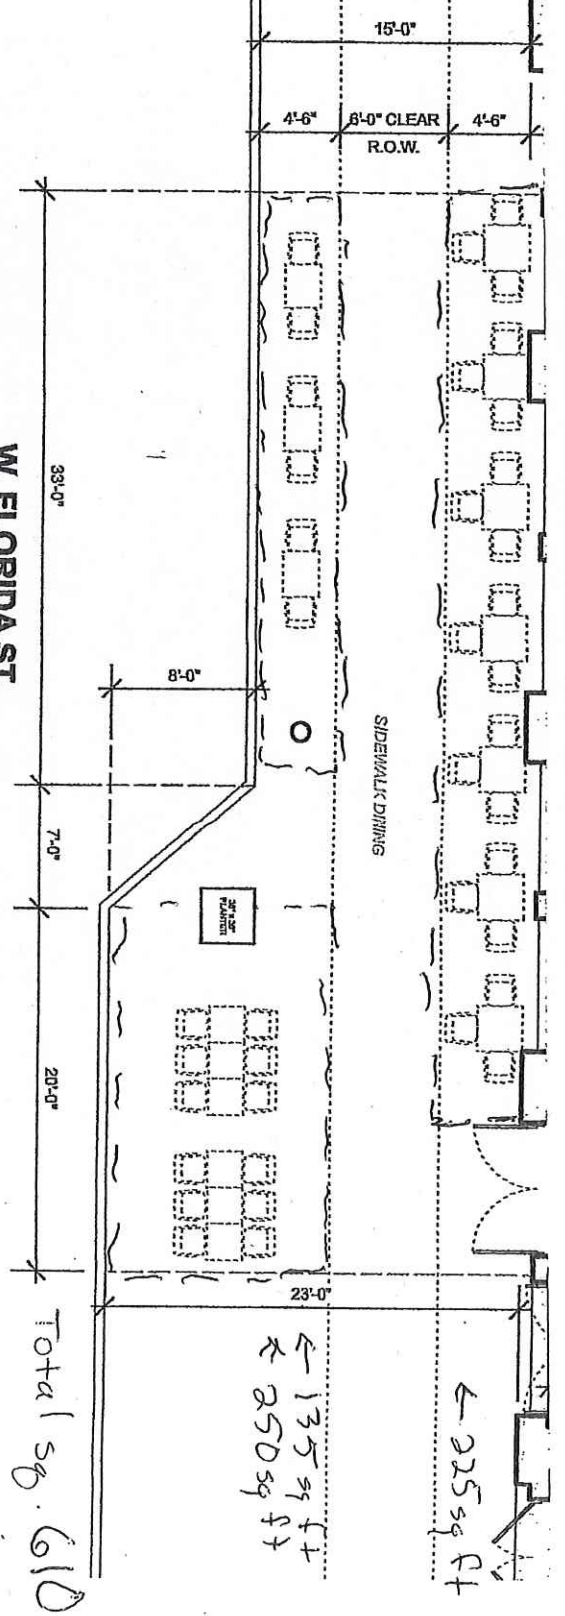 15'-0"
4'-6"
6'-0" CLEAR
R.O.W.
4'-6"
33'-0"
W FLORIDA ST
8'-0"
SIDEWALK DINING
7'-0"
PLANTER
20'-0"
23'-0"
← 225 sq ft
← 135 sq ft
← 250 sq ft
Total sq. 610